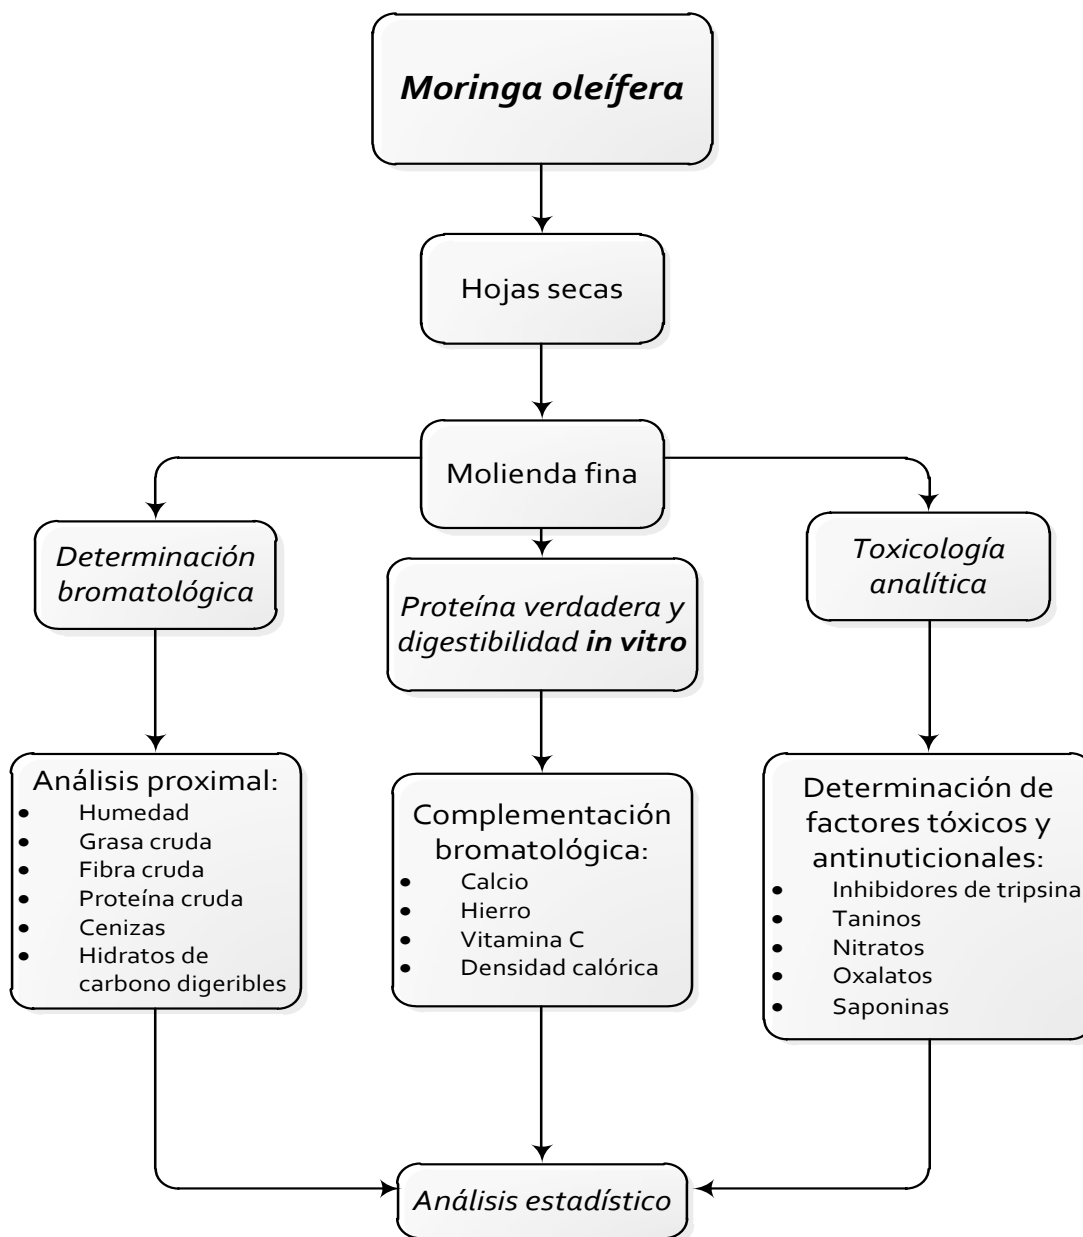 Moringa oleífera
Hojas secas
Molienda fina
Determinación
bromatológica
Proteína verdadera y
digestibilidad in vitro
Toxicología
analítica
Análisis proximal:
• Humedad
• Grasa cruda
• Fibra cruda
• Proteína cruda
• Cenizas
• Hidratos de
carbono digeribles
Complementación
bromatológica:
• Calcio
• Hierro
• Vitamina C
• Densidad calórica
Determinación de
factores tóxicos y
antinuticionales:
• Inhibidores de tripsina
• Taninos
• Nitratos
• Oxalatos
• Saponinas
Análisis estadístico